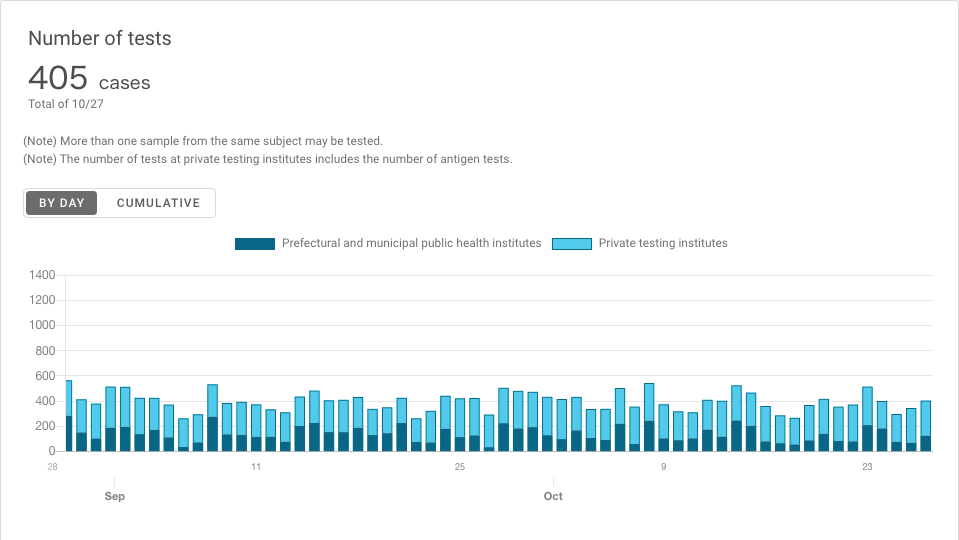 Number of tests
405 cases
Total of 10/27
(Note) More than one sample from the same subject may be tested.
(Note) The number of tests at private testing institutes includes the number of antigen tests.
BY DAY CUMULATIVE
Prefectural and municipal public health institutes Private testing institutes
1400
1200
1000
800
600
400
200
0
28 11 25 9 23
Sep Oct